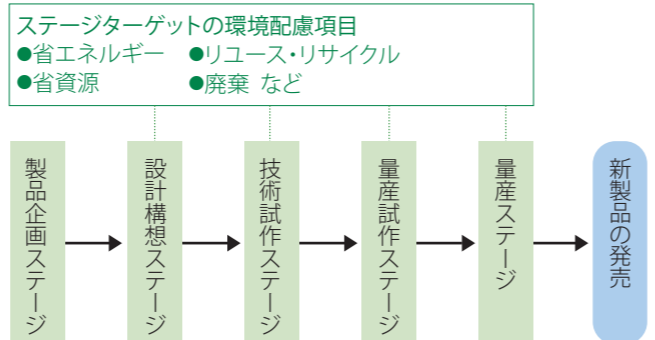 ステージターゲットの環境配慮項目
●省エネルギー ●リユース・リサイクル
●省資源 ●廃棄 など
製品企画ステージ
設計構想ステージ
技術試作ステージ
量産試作ステージ
量産ステージ
新製品の発売